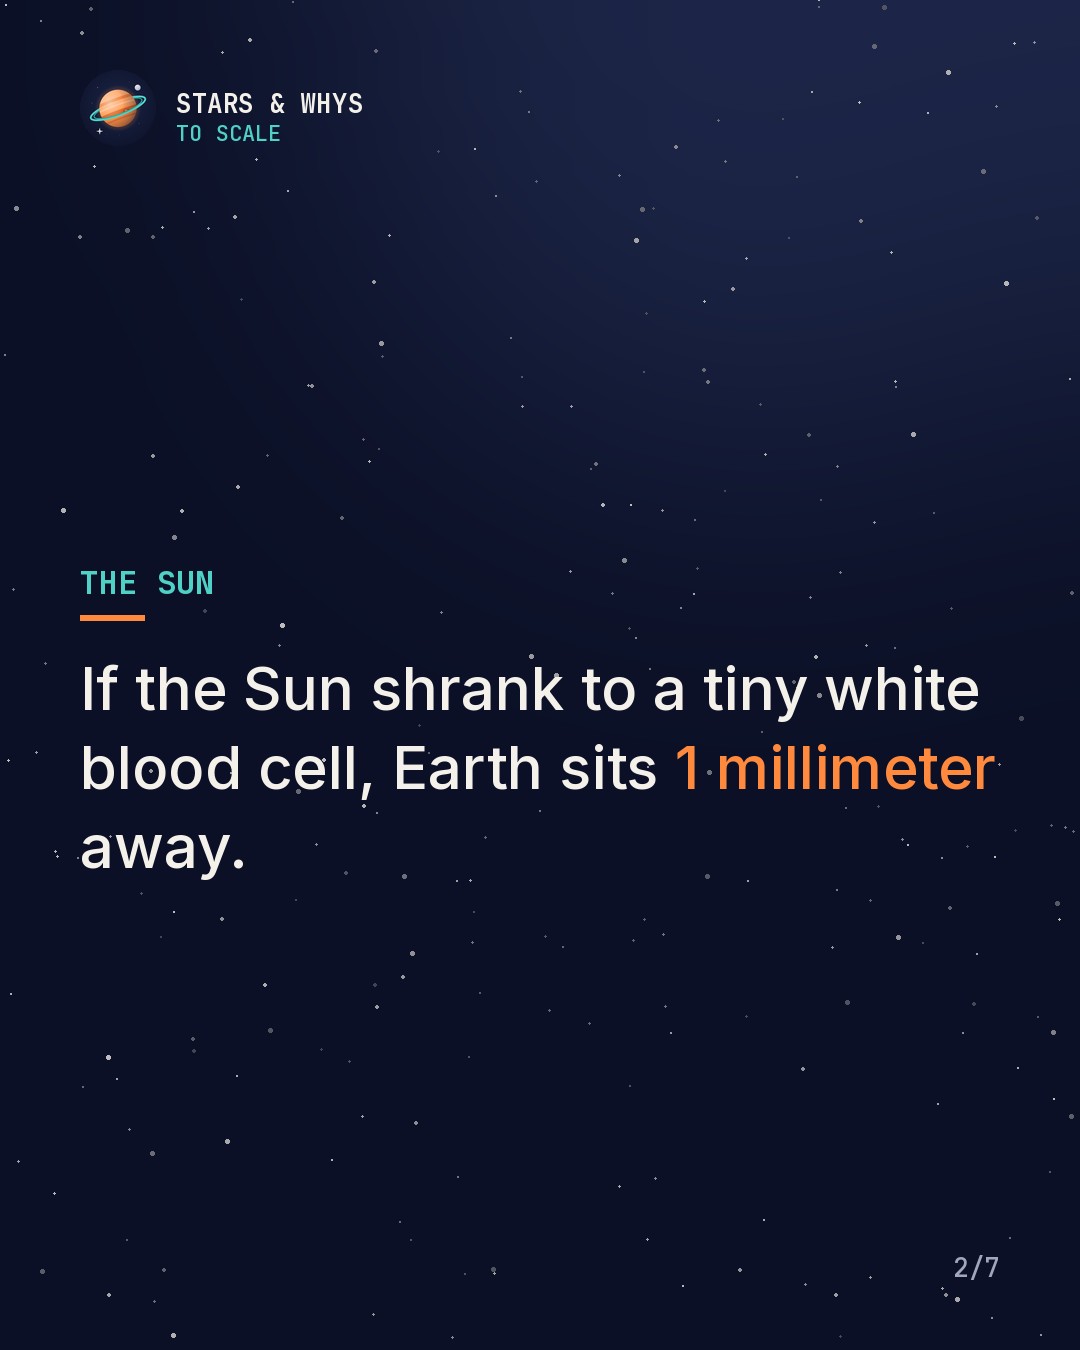 STARS & WHYS
TO SCALE
THE SUN
If the Sun shrank to a tiny white
blood cell, Earth sits 1 millimeter
away.
2/7